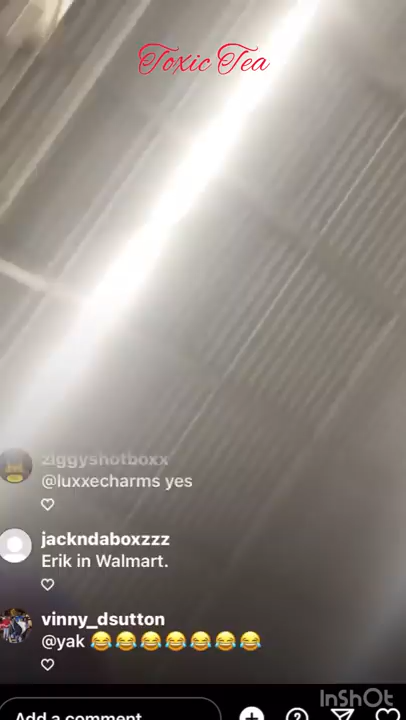 Toxic Tea
ziggyshotboxx
@luxxecharms yes
jackndaboxzzz
Erik in Walmart.
vinny_dsutton
@yak 😂😂😂😂😂😂😂
InShOt
Add a comment